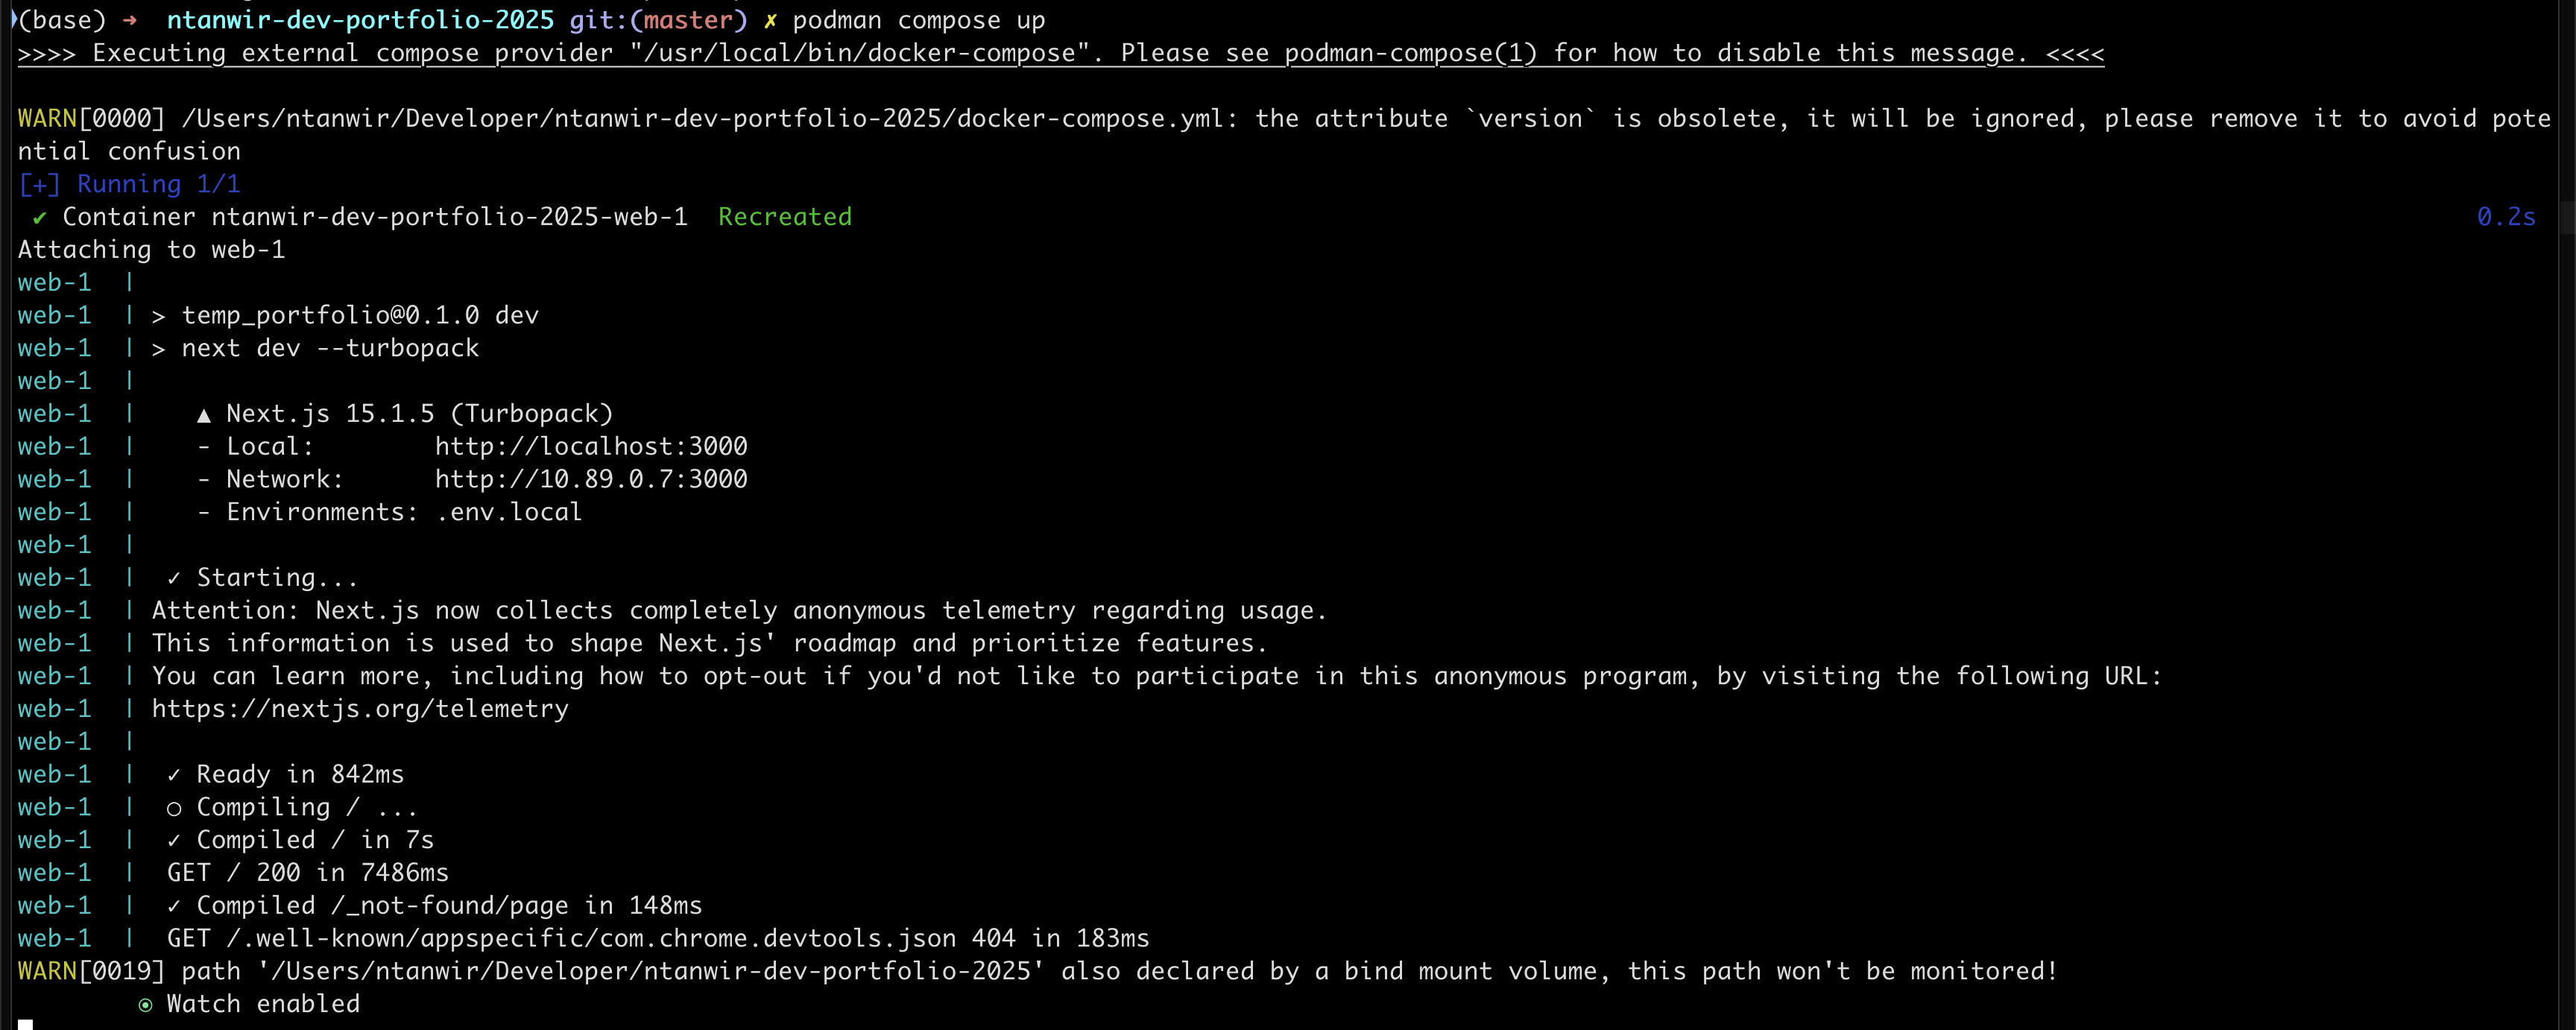 (base) ➜  ntanwir-dev-portfolio-2025 git:(master) ✗ podman compose up
>>>> Executing external compose provider "/usr/local/bin/docker-compose". Please see podman-compose(1) for how to disable this message. <<<<

WARN[0000] /Users/ntanwir/Developer/ntanwir-dev-portfolio-2025/docker-compose.yml: the attribute `version` is obsolete, it will be ignored, please remove it to avoid pote
ntial confusion
[+] Running 1/1
 ✔ Container ntanwir-dev-portfolio-2025-web-1  Recreated 0.2s
Attaching to web-1
web-1  |
web-1  | > temp_portfolio@0.1.0 dev
web-1  | > next dev --turbopack
web-1  |
web-1  |    ▲ Next.js 15.1.5 (Turbopack)
web-1  |    - Local:        http://localhost:3000
web-1  |    - Network:      http://10.89.0.7:3000
web-1  |    - Environments: .env.local
web-1  |
web-1  |  ✓ Starting...
web-1  | Attention: Next.js now collects completely anonymous telemetry regarding usage.
web-1  | This information is used to shape Next.js' roadmap and prioritize features.
web-1  | You can learn more, including how to opt-out if you'd not like to participate in this anonymous program, by visiting the following URL:
web-1  | https://nextjs.org/telemetry
web-1  |
web-1  |  ✓ Ready in 842ms
web-1  |  ○ Compiling / ...
web-1  |  ✓ Compiled / in 7s
web-1  |  GET / 200 in 7486ms
web-1  |  ✓ Compiled /_not-found/page in 148ms
web-1  |  GET /.well-known/appspecific/com.chrome.devtools.json 404 in 183ms
WARN[0019] path '/Users/ntanwir/Developer/ntanwir-dev-portfolio-2025' also declared by a bind mount volume, this path won't be monitored!
        ⦿ Watch enabled